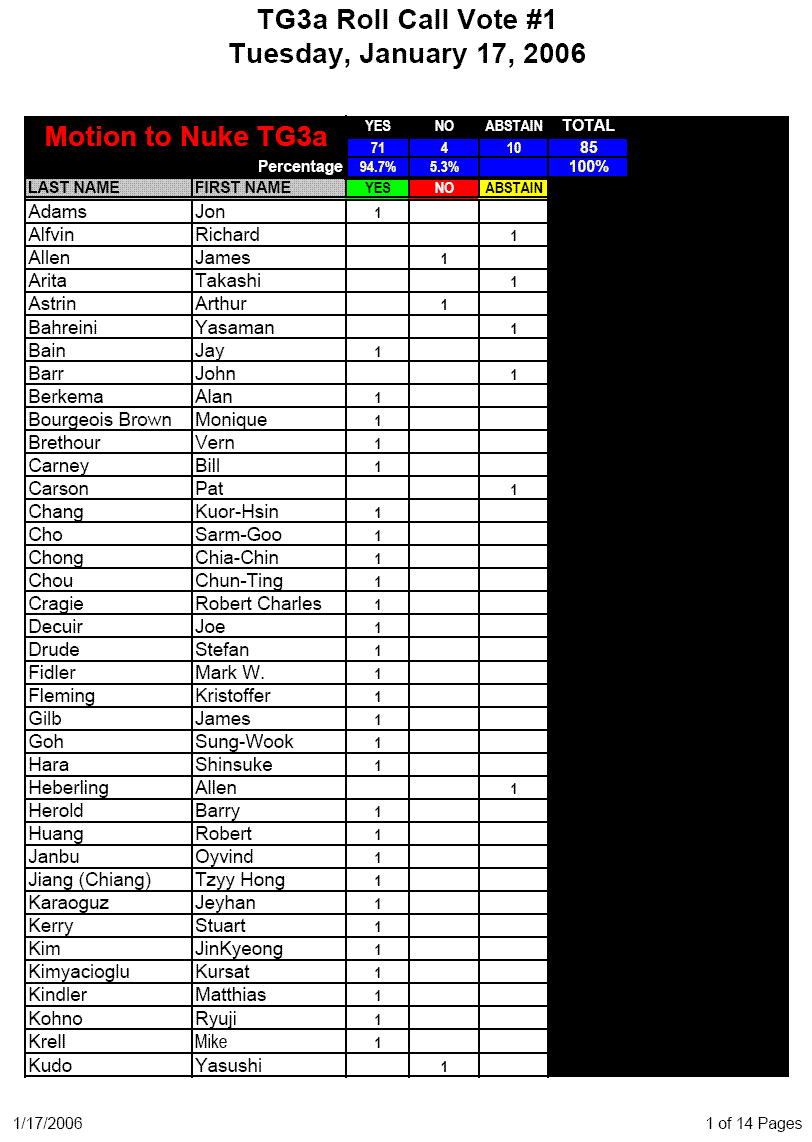 TG3a Roll Call Vote #1
Tuesday, January 17, 2006
Motion to Nuke TG3a YES NO ABSTAIN TOTAL
71 4 10 85
Percentage 94.7% 5.3% 100%
LAST NAME FIRST NAME YES NO ABSTAIN
Adams Jon 1
Alfvin Richard 1
Allen James 1
Arita Takashi 1
Astrin Arthur 1
Bahreini Yasaman 1
Bain Jay 1
Barr John 1
Berkema Alan 1
Bourgeois Brown Monique 1
Brethour Vern 1
Carney Bill 1
Carson Pat 1
Chang Kuor-Hsin 1
Cho Sarm-Goo 1
Chong Chia-Chin 1
Chou Chun-Ting 1
Cragie Robert Charles 1
Decuir Joe 1
Drude Stefan 1
Fidler Mark W. 1
Fleming Kristoffer 1
Gilb James 1
Goh Sung-Wook 1
Hara Shinsuke 1
Heberling Allen 1
Herold Barry 1
Huang Robert 1
Janbu Oyvind 1
Jiang (Chiang) Tzyy Hong 1
Karaoguz Jeyhan 1
Kerry Stuart 1
Kim JinKyeong 1
Kimyacioglu Kursat 1
Kindler Matthias 1
Kohno Ryuji 1
Krell Mike 1
Kudo Yasushi 1
1/17/2006 1 of 14 Pages